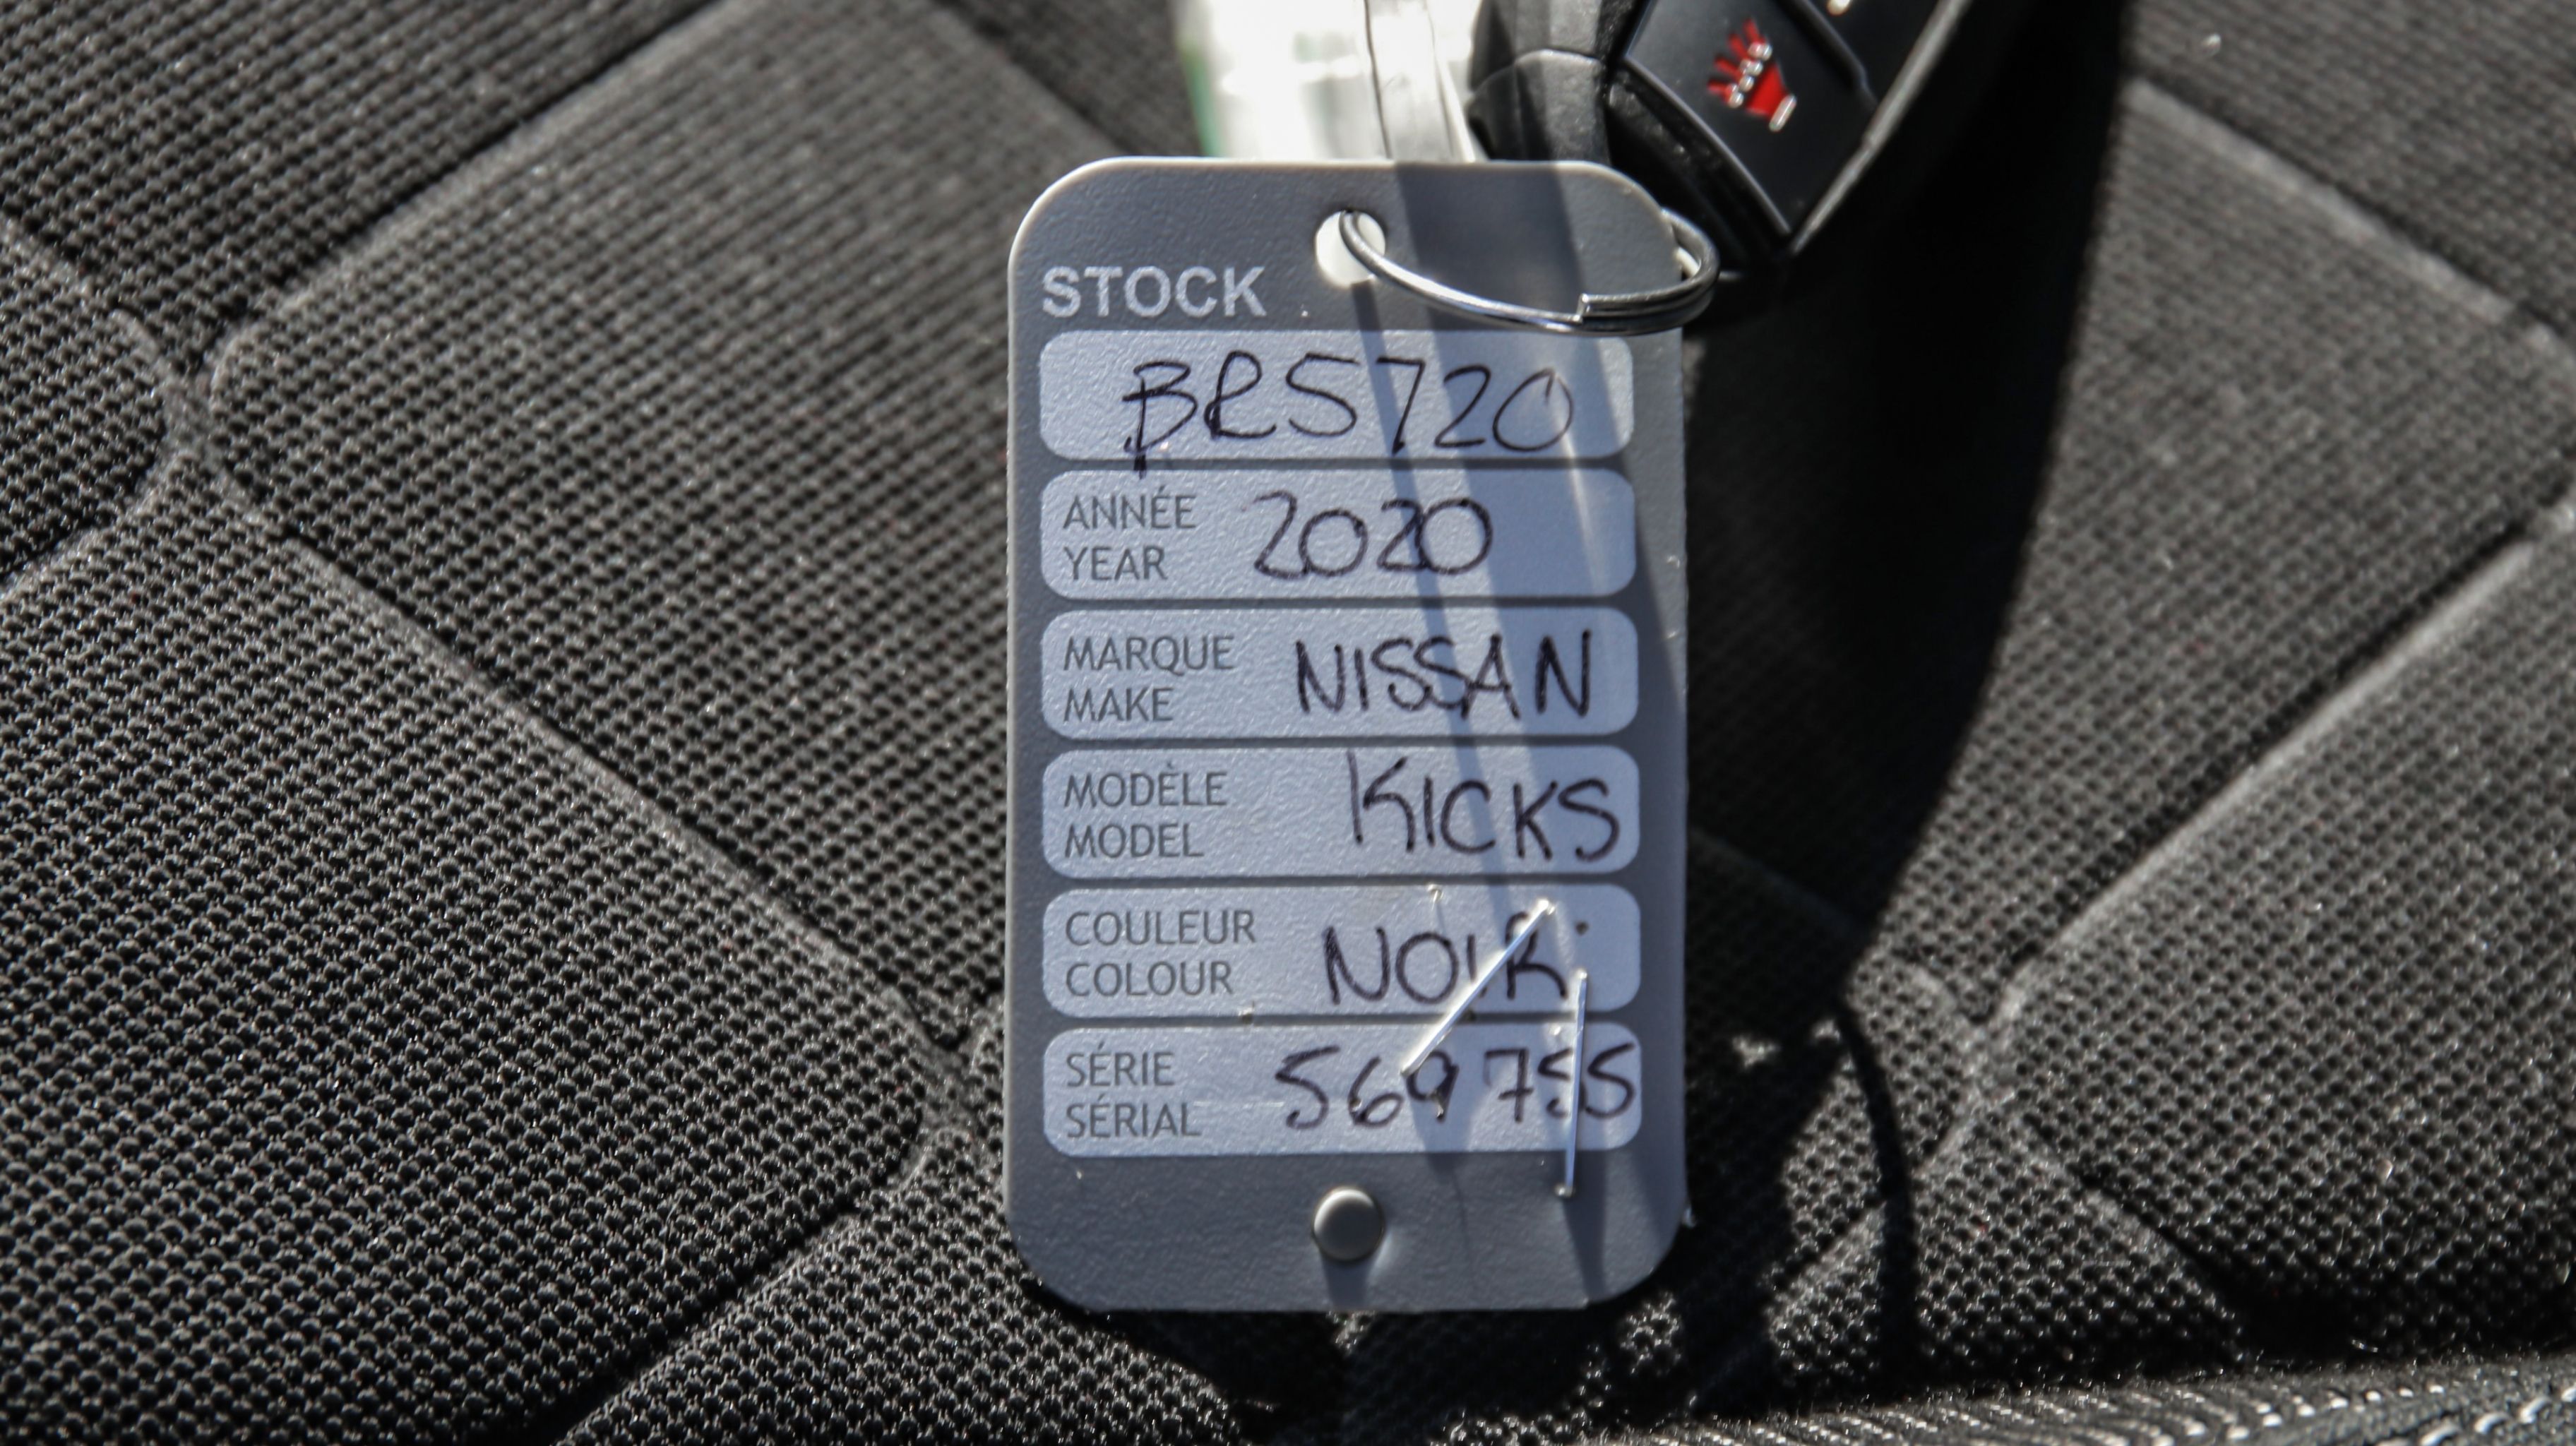 STOCK
BR5720
ANNÉE
YEAR 2020
MARQUE
MAKE NISSAN
MODÈLE
MODEL KICKS
COULEUR
COLOUR NOIR
SÉRIE
SÉRIAL 569755